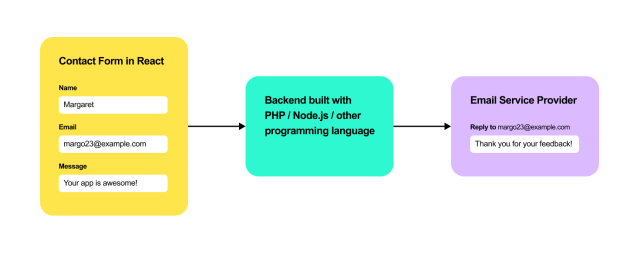 Contact Form in React
Name
Margaret
Email
margo23@example.com
Message
Your app is awesome!
Backend built with
PHP / Node.js / other
programming language
Email Service Provider
Reply to margo23@example.com
Thank you for your feedback!